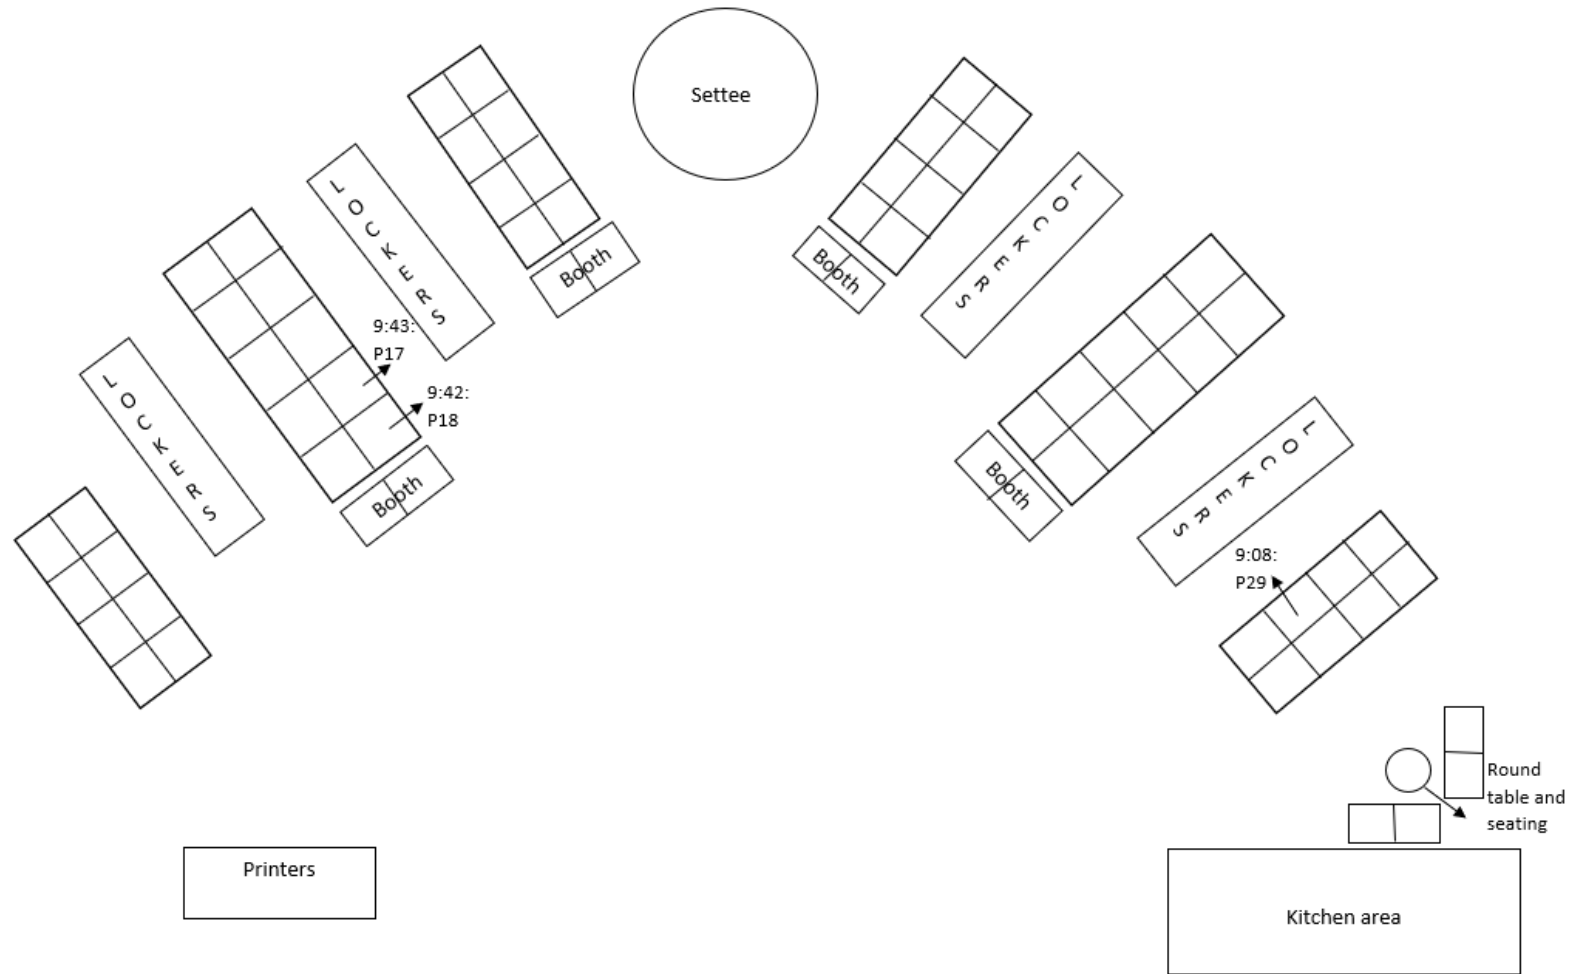 Settee
LOCKERS
LOCKERS
Booth
Booth
9:43:
P17
LOCKERS
9:42:
P18
LOCKERS
Booth
Booth
9:08:
P29
Round
table and
seating
Printers
Kitchen area